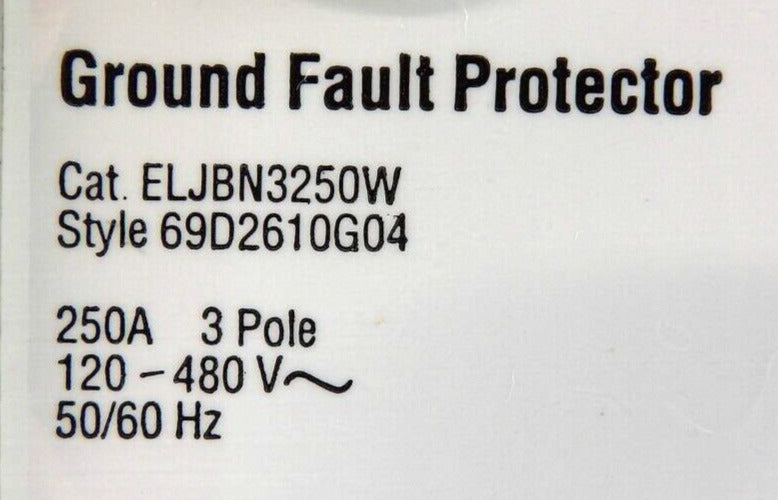 Ground Fault Protector
Cat. ELJBN3250W
Style 69D2610G04
250A 3 Pole
120 – 480 V~
50/60 Hz